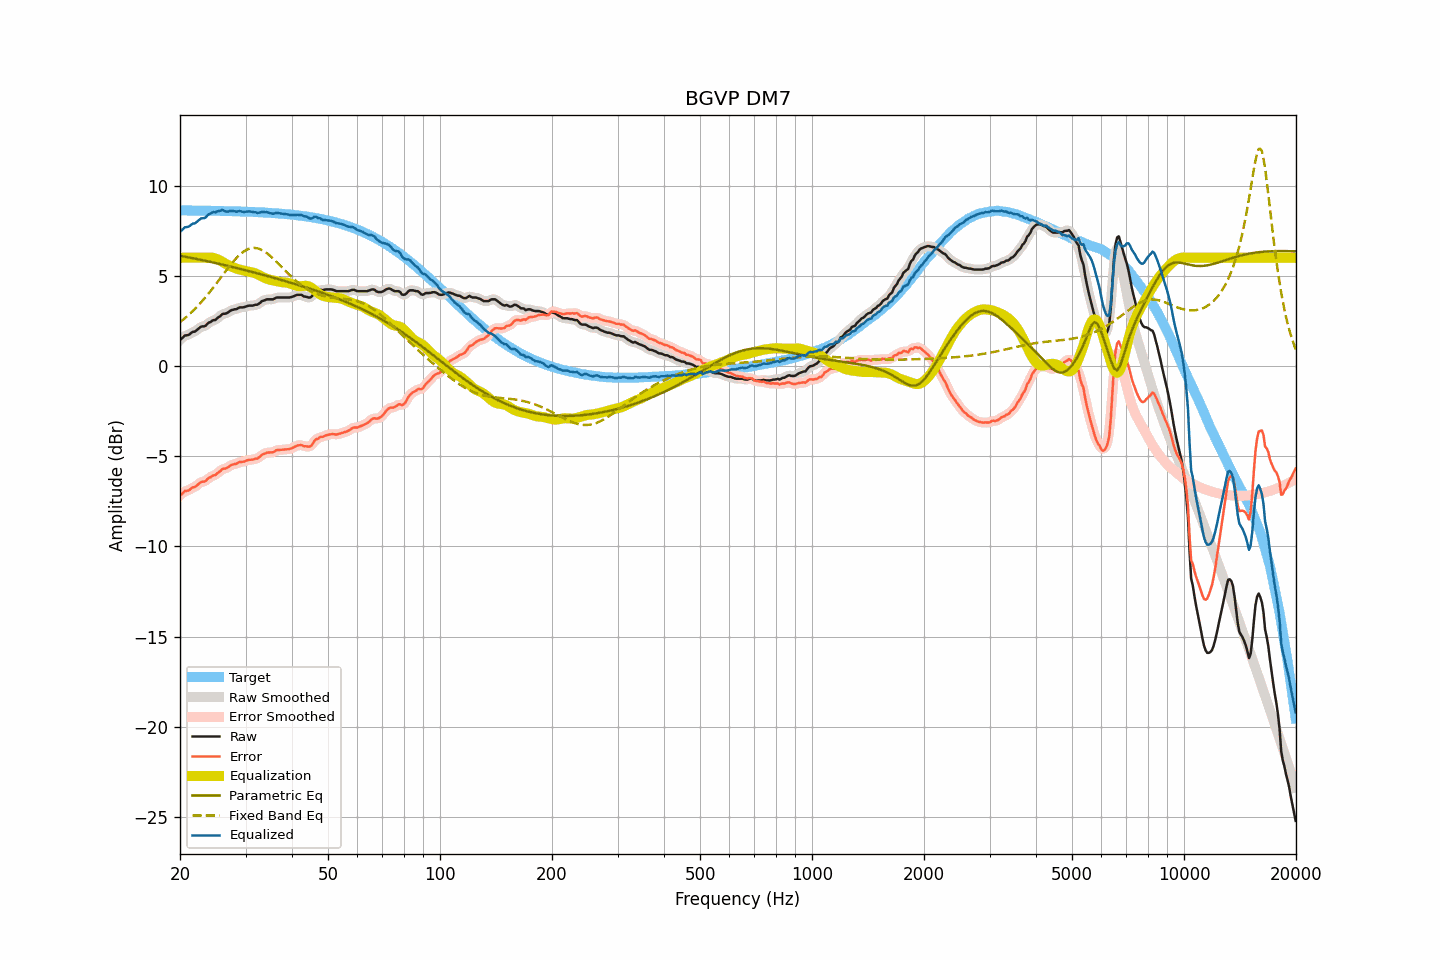 BGVP DM7
Amplitude (dBr)
10
5
0
−5
−10
−15
−20
−25
Target
Raw Smoothed
Error Smoothed
Raw
Error
Equalization
Parametric Eq
Fixed Band Eq
Equalized
20 50 100 200 500 1000 2000 5000 10000 20000
Frequency (Hz)